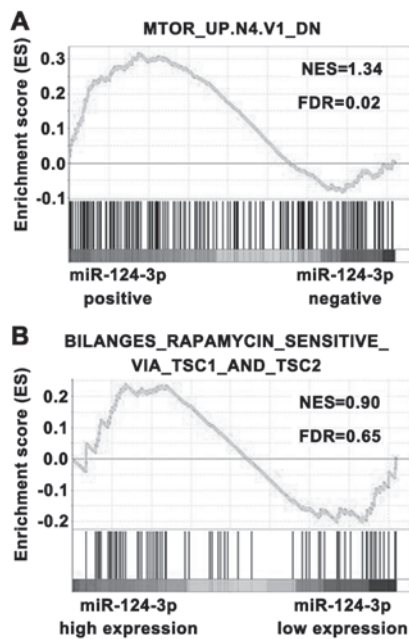 A
MTOR_UP.N4.V1_DN
Enrichment score (ES)
0.3
0.2
0.1
0.0
-0.1
NES=1.34
FDR=0.02
miR-124-3p
positive
miR-124-3p
negative
B
BILANGES_RAPAMYCIN_SENSITIVE_
VIA_TSC1_AND_TSC2
Enrichment score (ES)
0.2
0.1
0.0
-0.1
-0.2
NES=0.90
FDR=0.65
miR-124-3p
high expression
miR-124-3p
low expression